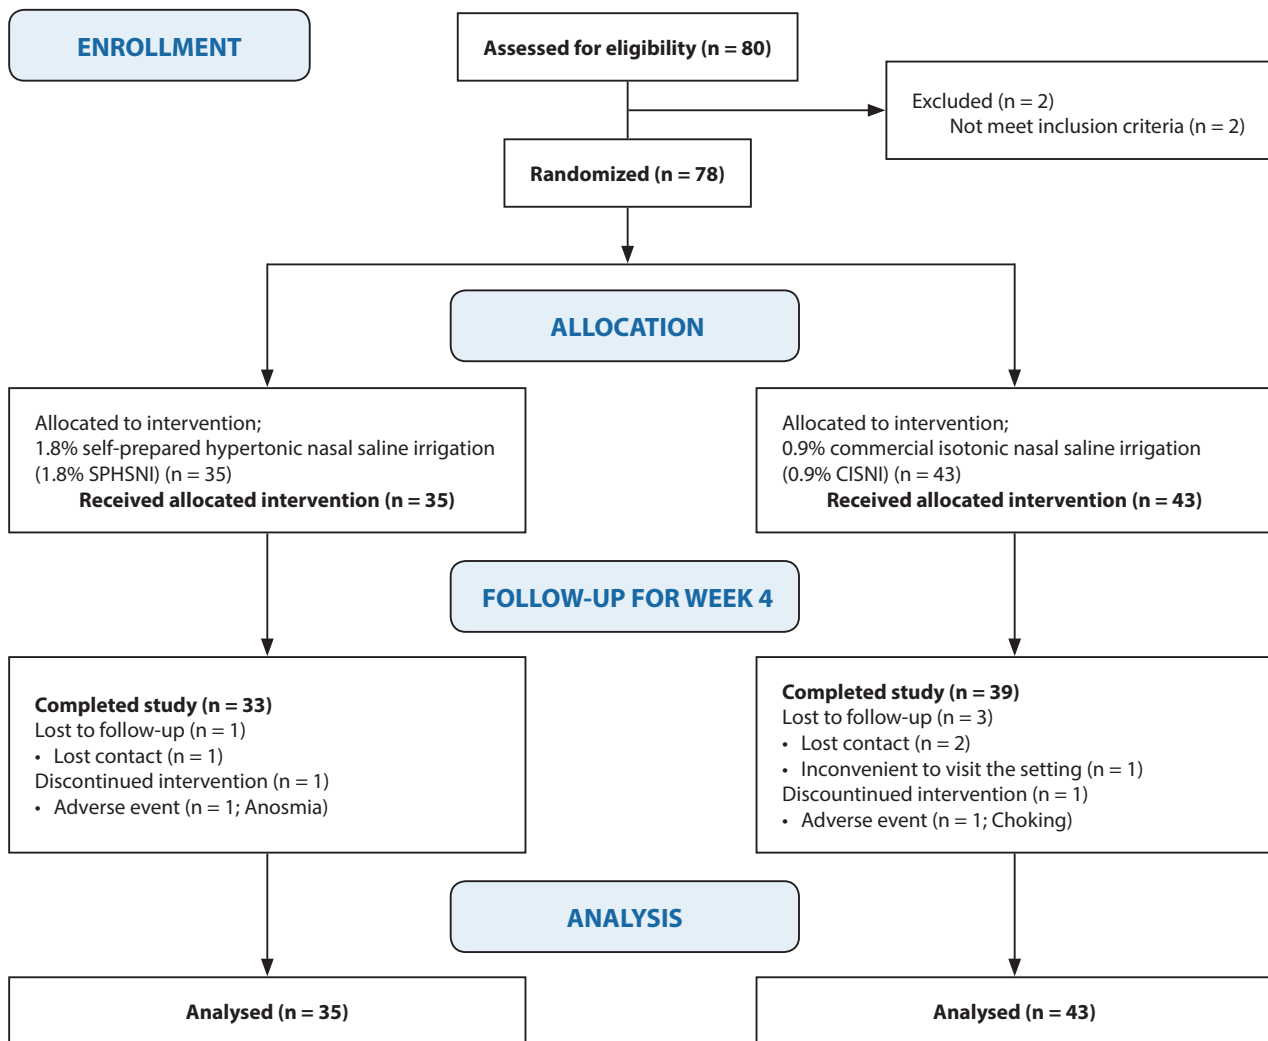 ENROLLMENT
Assessed for eligibility (n = 80)
Excluded (n = 2)
Not meet inclusion criteria (n = 2)
Randomized (n = 78)
ALLOCATION
Allocated to intervention;
1.8% self-prepared hypertonic nasal saline irrigation
(1.8% SPHSNI) (n = 35)
Received allocated intervention (n = 35)
Allocated to intervention;
0.9% commercial isotonic nasal saline irrigation
(0.9% CISNI) (n = 43)
Received allocated intervention (n = 43)
FOLLOW-UP FOR WEEK 4
Completed study (n = 33)
Lost to follow-up (n = 1)
• Lost contact (n = 1)
Discontinued intervention (n = 1)
• Adverse event (n = 1; Anosmia)
Completed study (n = 39)
Lost to follow-up (n = 3)
• Lost contact (n = 2)
• Inconvenient to visit the setting (n = 1)
Discountinued intervention (n = 1)
• Adverse event (n = 1; Choking)
ANALYSIS
Analysed (n = 35)
Analysed (n = 43)